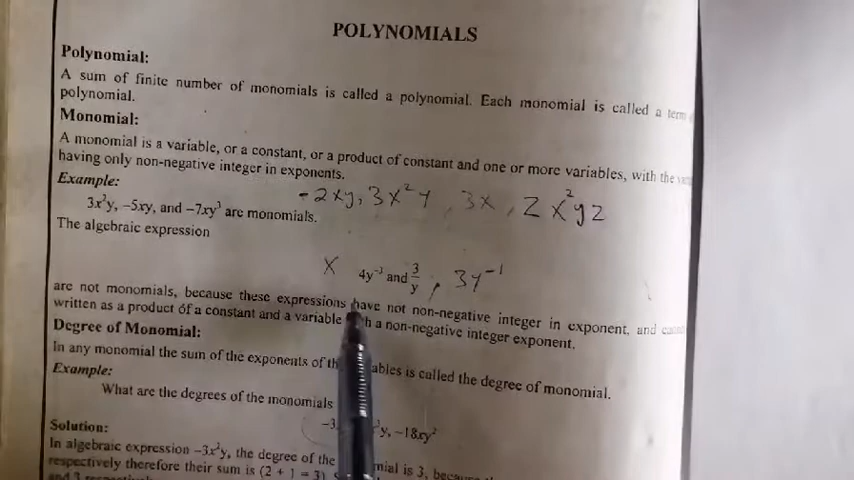 POLYNOMIALS
Polynomial:
A sum of finite number of monomials is called a polynomial. Each monomial is called a term
polynomial.
Monomial:
A monomial is a variable, or a constant, or a product of constant and one or more variables, with the
having only non-negative integer in exponents.
Example:
-2xy, 3x²y, 3x, 2x²yz
3x²y, −5xy, and −7xy³ are monomials.
The algebraic expression
X 4y⁻³ and 3/y, 3y⁻¹
are not monomials, because these expressions have not non-negative integer in exponent, and
written as a product of a constant and a variable a non-negative integer exponent.
Degree of Monomial:
In any monomial the sum of the exponents of is called the degree of monomial.
Example:
What are the degrees of the monomials
y, −18xy²
Solution:
In algebraic expression −3x²y, the degree of the is 3,
respectively therefore their sum is (2 + 1 = 3)